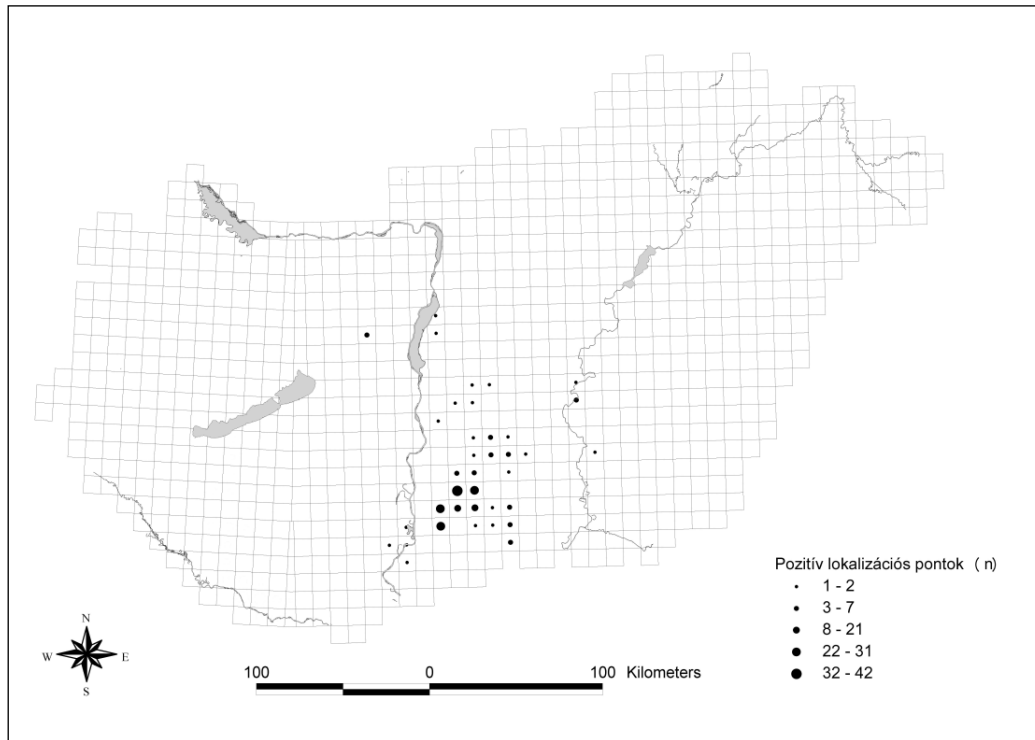 Pozitív lokalizációs pontok ( n)
1 - 2
3 - 7
8 - 21
22 - 31
32 - 42
N
W E
S
100 0 100 Kilometers